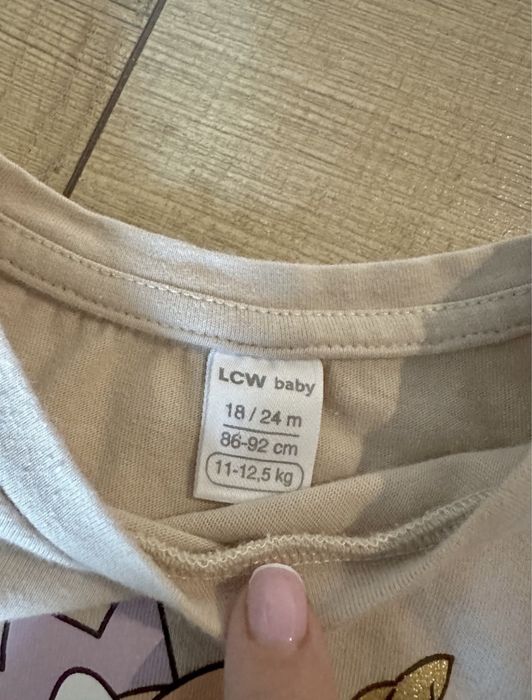 LCW baby
18 / 24 m
86-92 cm
11-12,5 kg